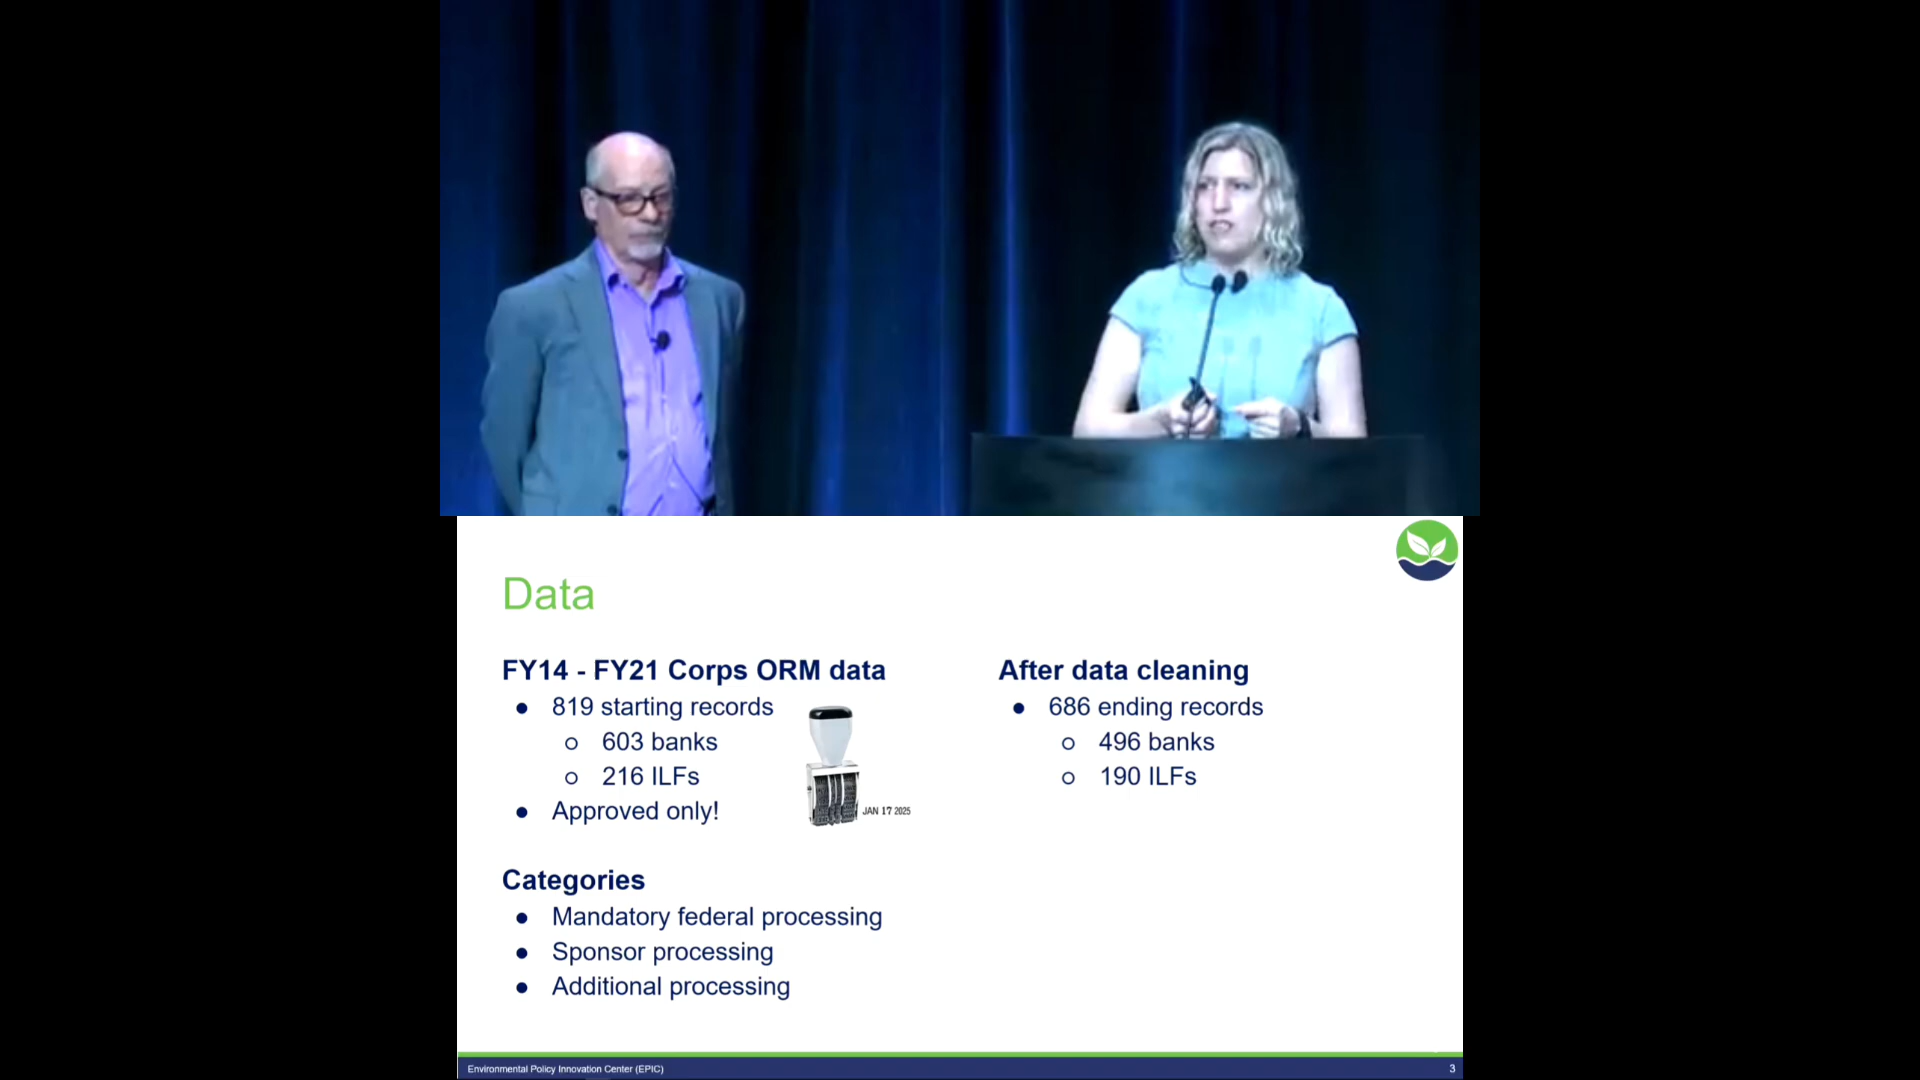 Data
FY14 - FY21 Corps ORM data
● 819 starting records
○ 603 banks
○ 216 ILFs
● Approved only!
JAN 17 2025
Categories
● Mandatory federal processing
● Sponsor processing
● Additional processing
After data cleaning
● 686 ending records
○ 496 banks
○ 190 ILFs
Environmental Policy Innovation Center (EPIC)
3